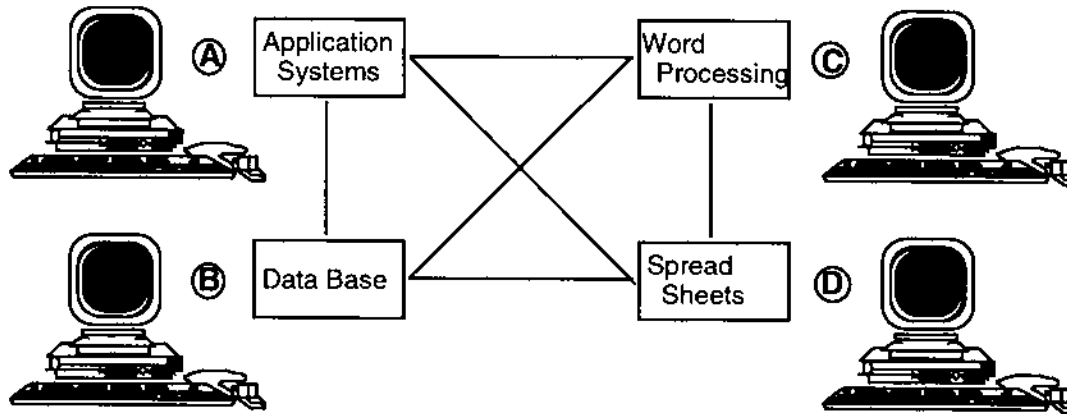 A
Application
Systems
Word
Processing
C
B
Data Base
Spread
Sheets
D